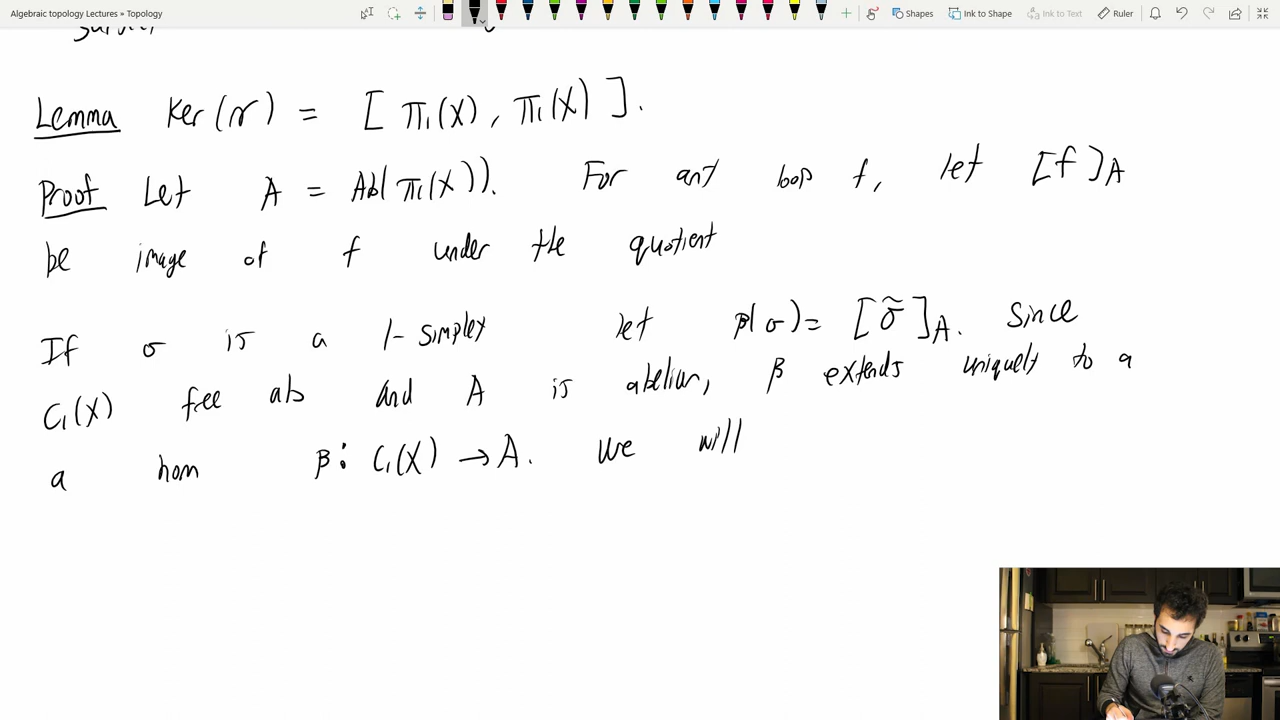 Algebraic topology Lectures » Topology
Shapes
Ink to Shape
Ink to Text
Ruler
Lemma Ker(γ) = [π₁(X), π₁(X)].
Proof Let A = Ab(π₁(X)). For any loop f, let [f]_A
be image of f under the quotient
If σ is a 1-simplex let β(σ) = [σ̃]_A. Since
C₁(X) free ab and A is abelian, β extends uniquely to a
a hom β: C₁(X) → A. We will